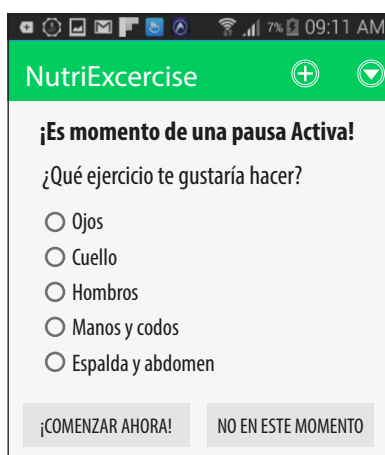 7% 09:11 AM
NutriExcercise
¡Es momento de una pausa Activa!
¿Qué ejercicio te gustaría hacer?
Ojos
Cuello
Hombros
Manos y codos
Espalda y abdomen
¡COMENZAR AHORA! NO EN ESTE MOMENTO